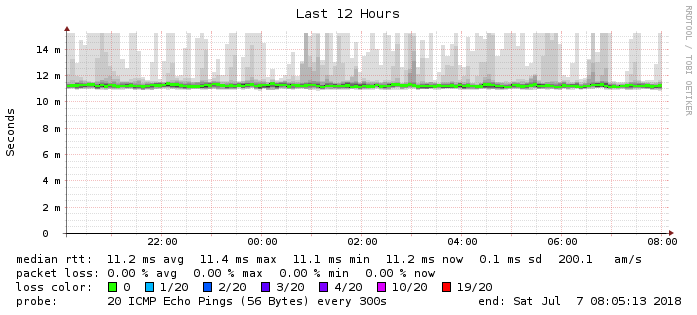 Last 12 Hours
RRDTOOL / TOBI OETIKER
Seconds
14 m
12 m
10 m
8 m
6 m
4 m
2 m
0
22:00 00:00 02:00 04:00 06:00 08:00
median rtt: 11.2 ms avg 11.4 ms max 11.1 ms min 11.2 ms now 0.1 ms sd 200.1 am/s
packet loss: 0.00 % avg 0.00 % max 0.00 % min 0.00 % now
loss color: 0 1/20 2/20 3/20 4/20 10/20 19/20
probe: 20 ICMP Echo Pings (56 Bytes) every 300s end: Sat Jul 7 08:05:13 2018